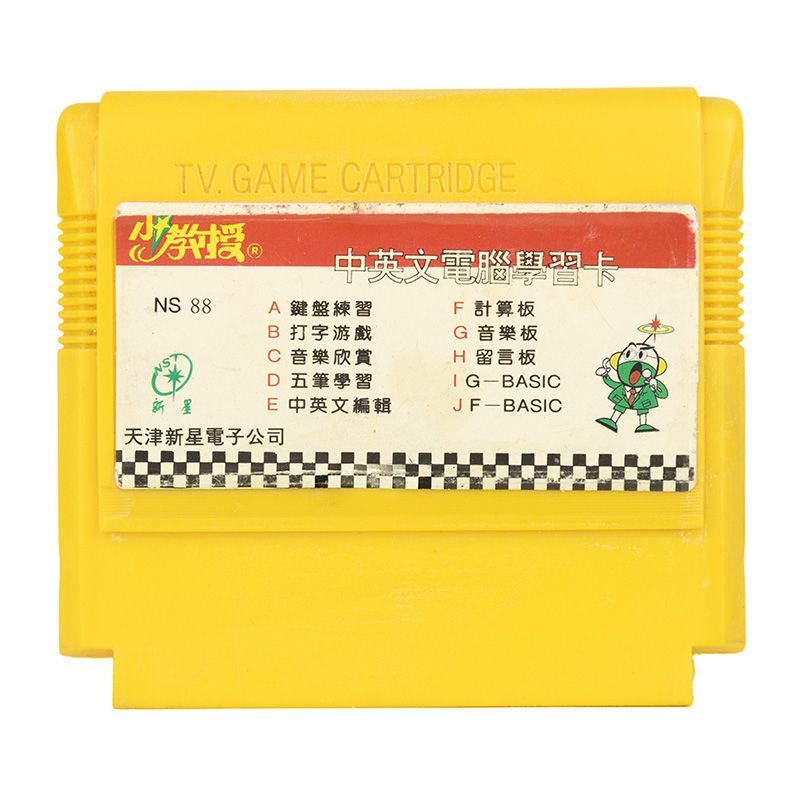 TV. GAME CARTRIDGE
小教授®
中英文電腦學習卡
NS 88
A 鍵盤練習
B 打字游戲
C 音樂欣賞
D 五筆學習
E 中英文編輯
F 計算板
G 音樂板
H 留言板
I G—BASIC
J F—BASIC
NST
新星
天津新星電子公司